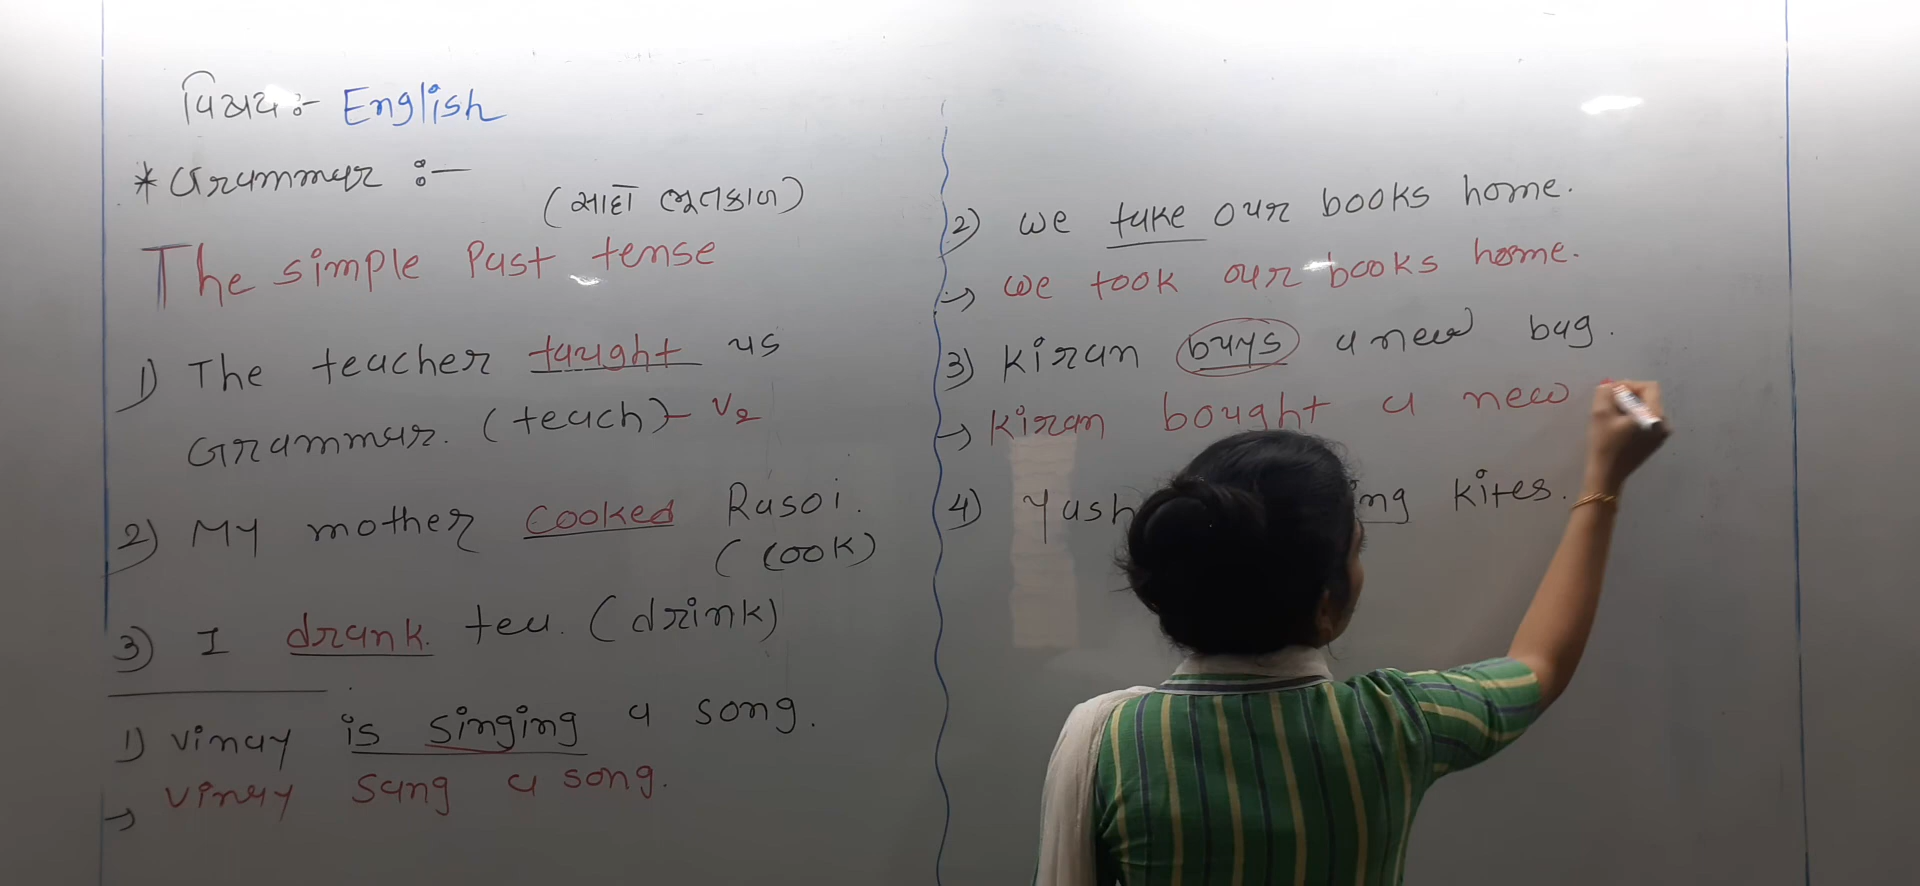 વિષય :- English
* Grammar :-
(સાદો ભૂતકાળ)
The simple Past tense
1) The teacher taught us
Grammar. (teach) - V2
2) My mother cooked Rasoi.
(cook)
3) I drank. tea. (drink)
1) Vinay is singing a song.
→ Vinay sang a song.
2) We take our books home.
→ We took our books home.
3) Kiran buys a new bag.
→ Kiran bought a new
4) Yash ing kites.